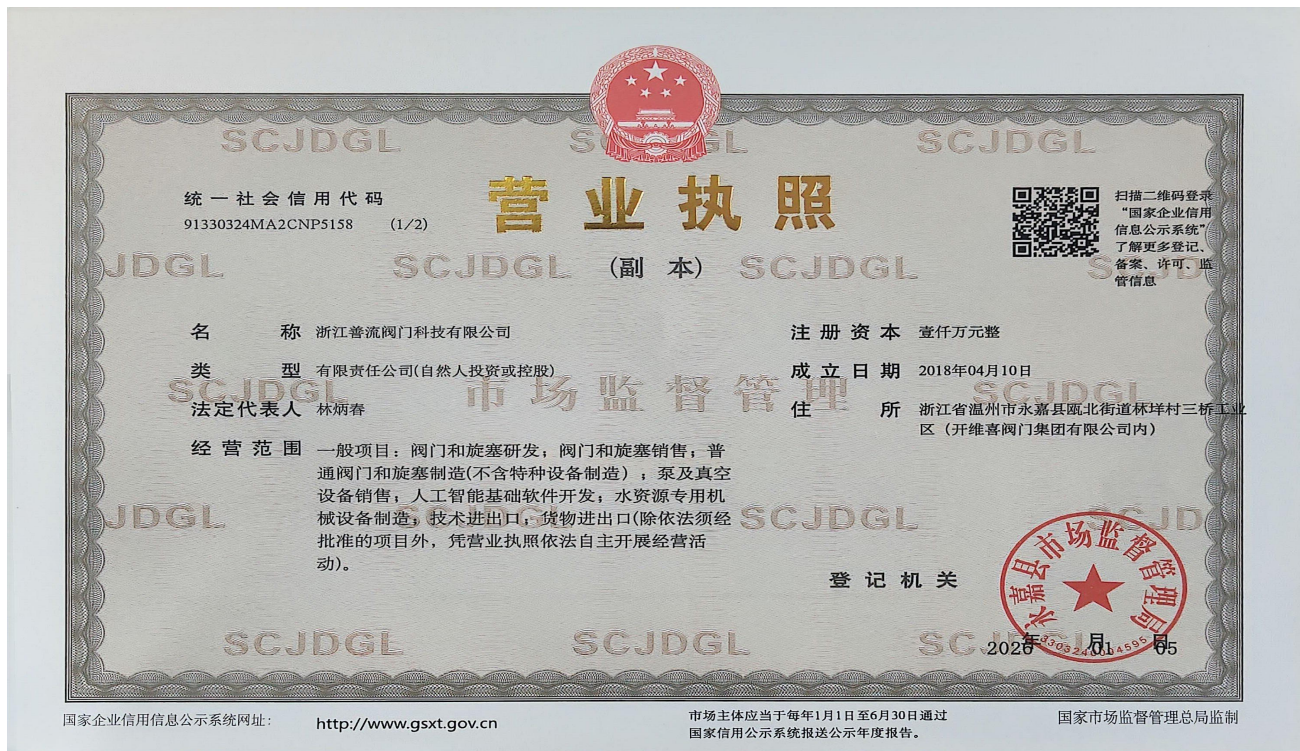 SCJDGL SCJDGL SCJDGL
统一社会信用代码
91330324MA2CNP5158 (1/2)
营业执照
(副 本)
扫描二维码登录
“国家企业信用
信息公示系统”
了解更多登记、
备案、许可、监
管信息
JDGL SCJDGL SCJDGL
名 称 浙江善流阀门科技有限公司
类 型 有限责任公司(自然人投资或控股)
法定代表人 林炳春
经营范围 一般项目：阀门和旋塞研发；阀门和旋塞销售；普
通阀门和旋塞制造(不含特种设备制造）；泵及真空
设备销售；人工智能基础软件开发；水资源专用机
械设备制造；技术进出口；货物进出口(除依法须经
批准的项目外，凭营业执照依法自主开展经营活
动)。
注册资本 壹仟万元整
成立日期 2018年04月10日
住 所 浙江省温州市永嘉县瓯北街道林垟村三桥工业
区（开维喜阀门集团有限公司内）
SCJDGL 市场监督管理 SCJDGL
JDGL SCJDGL SCJD
登记机关
永嘉县市场监督管理局
3303240004595
2026年01月05日
SCJDGL SCJDGL SCJDGL
国家企业信用信息公示系统网址： http://www.gsxt.gov.cn
市场主体应当于每年1月1日至6月30日通过
国家信用公示系统报送公示年度报告。
国家市场监督管理总局监制